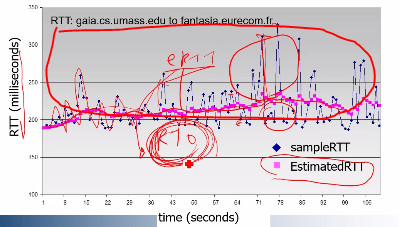 RTT: gaia.cs.umass.edu to fantasia.eurecom.fr
350
300
250
200
150
100
RTT (milliseconds)
ERTT
RTO
sampleRTT
EstimatedRTT
1 8 15 22 29 36 43 50 57 64 71 78 85 92 99 106
time (seconds)